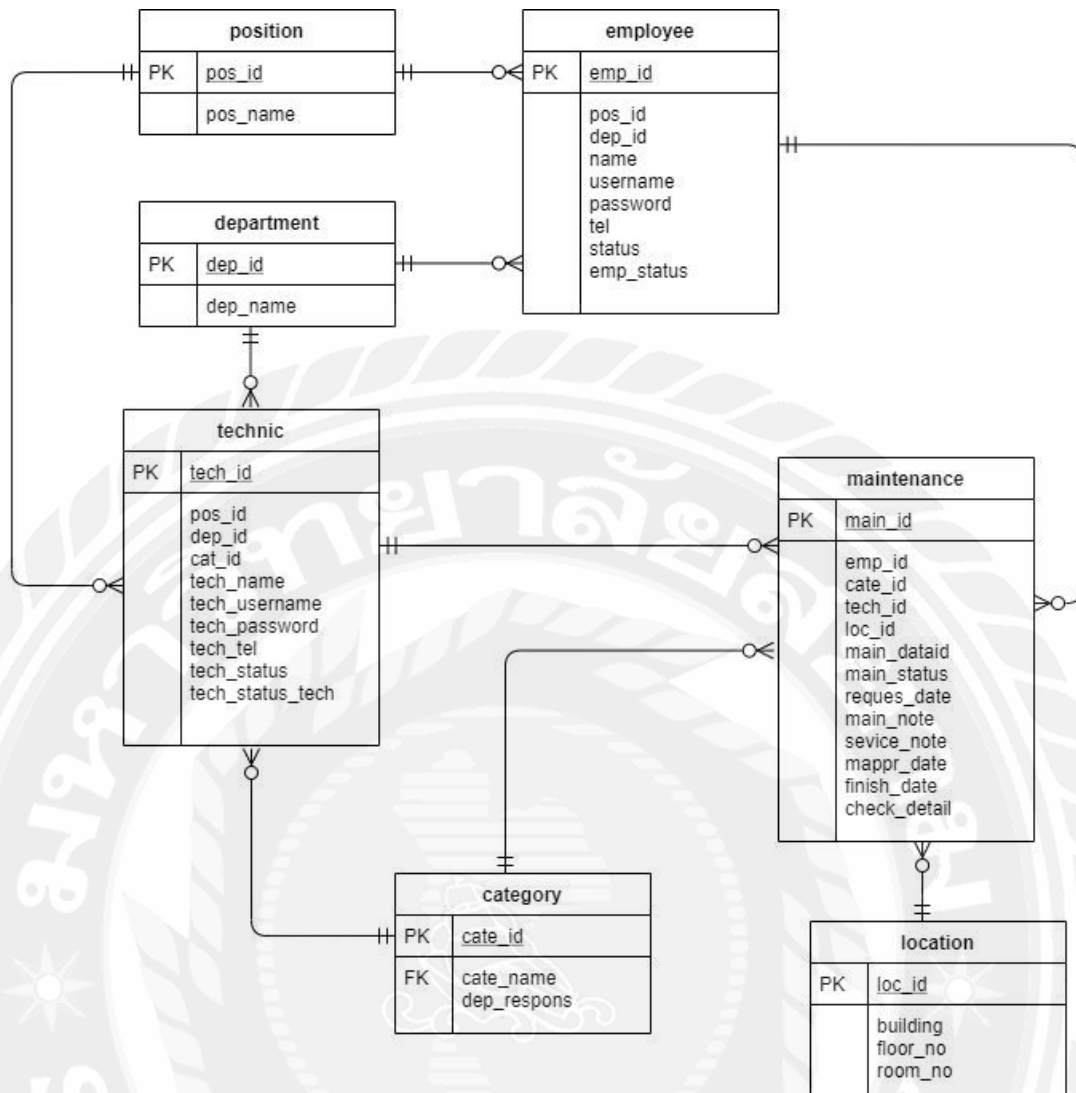 position
PK pos_id
pos_name
employee
PK emp_id
pos_id
dep_id
name
username
password
tel
status
emp_status
department
PK dep_id
dep_name
technic
PK tech_id
pos_id
dep_id
cat_id
tech_name
tech_username
tech_password
tech_tel
tech_status
tech_status_tech
maintenance
PK main_id
emp_id
cate_id
tech_id
loc_id
main_dataid
main_status
reques_date
main_note
sevice_note
mappr_date
finish_date
check_detail
category
PK cate_id
FK cate_name
dep_respons
location
PK loc_id
building
floor_no
room_no